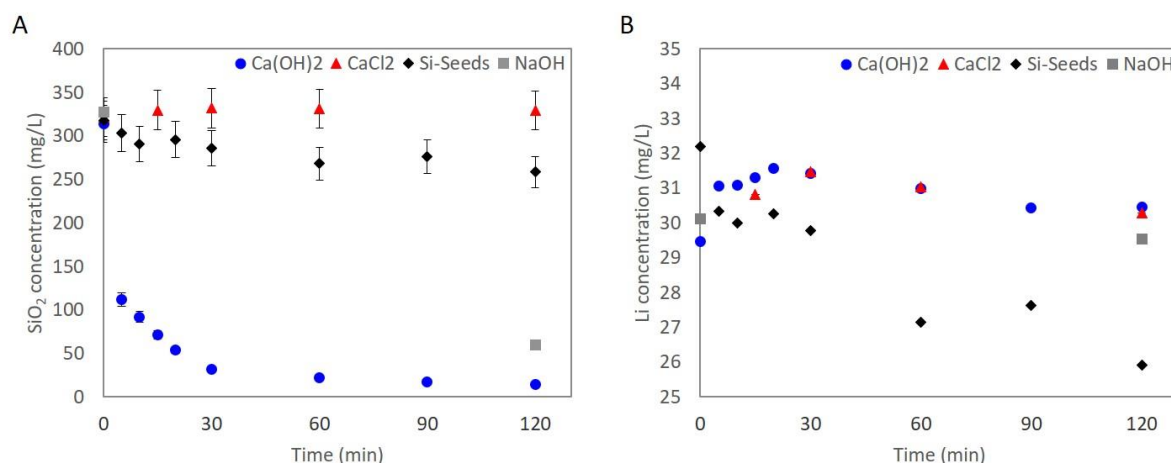 A
400
350
300
250
200
150
100
50
0
SiO₂ concentration (mg/L)
Ca(OH)2 CaCl2 Si-Seeds NaOH
0 30 60 90 120
Time (min)
B
35
34
33
32
31
30
29
28
27
26
25
Li concentration (mg/L)
Ca(OH)2 CaCl2 Si-Seeds NaOH
0 30 60 90 120
Time (min)